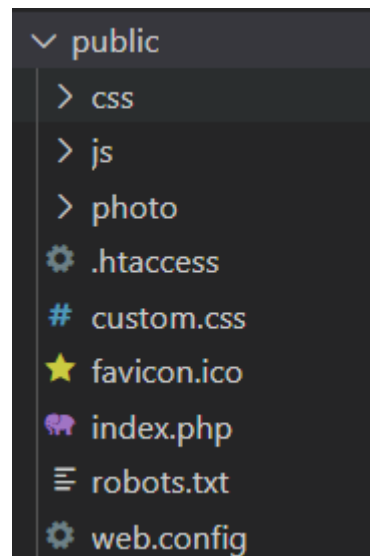 public
css
js
photo
.htaccess
custom.css
favicon.ico
index.php
robots.txt
web.config